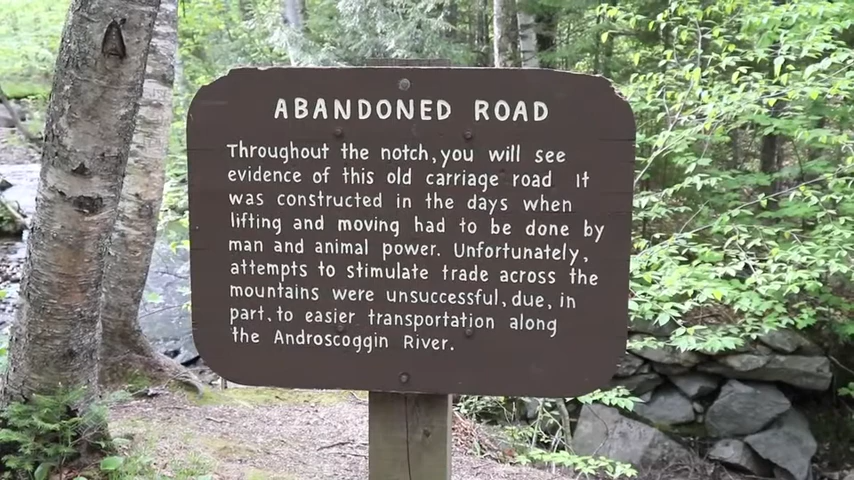 ABANDONED ROAD
Throughout the notch, you will see
evidence of this old carriage road It
was constructed in the days when
lifting and moving had to be done by
man and animal power. Unfortunately,
attempts to stimulate trade across the
mountains were unsuccessful, due, in
part, to easier transportation along
the Androscoggin River.